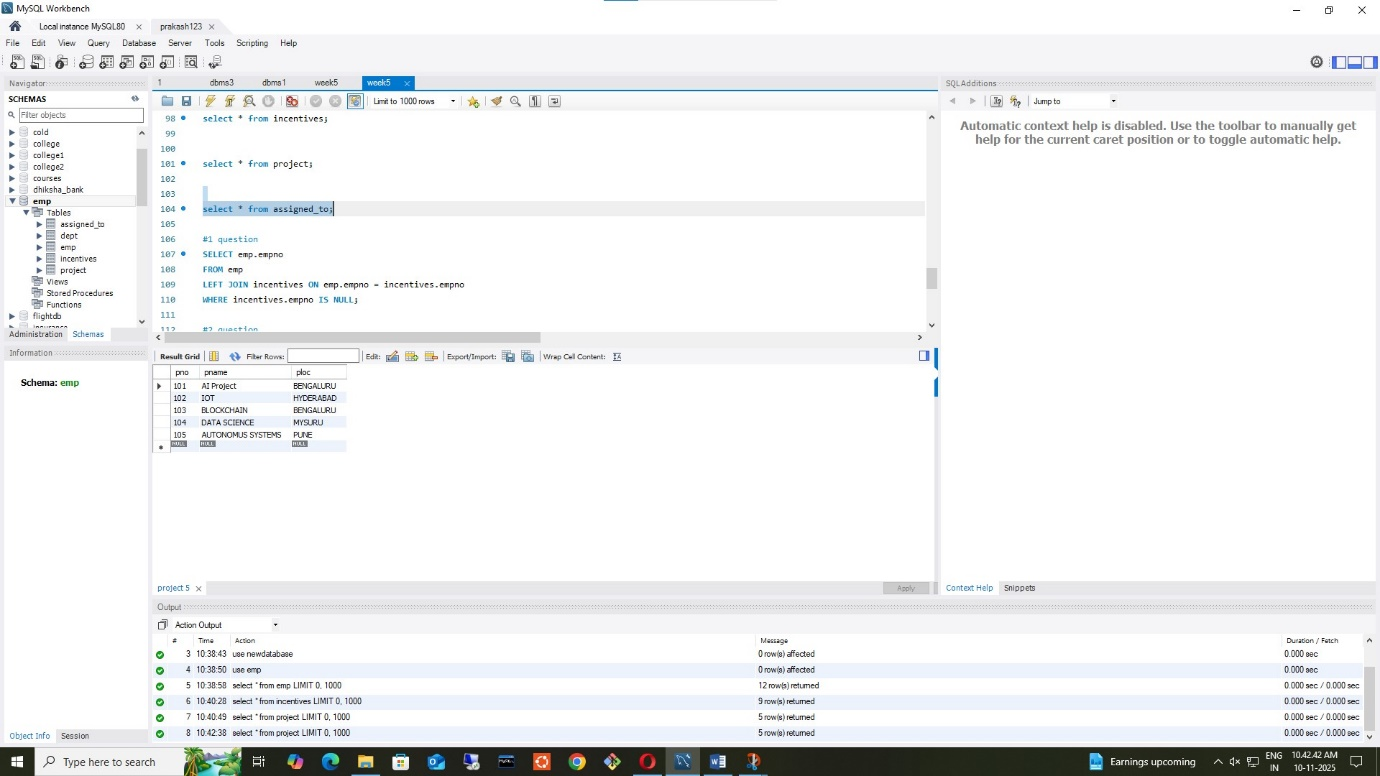 MySQL Workbench
Local instance MySQL80 × prakash123 ×
File Edit View Query Database Server Tools Scripting Help
Navigator
SCHEMAS
Filter objects
cold
college
college1
college2
courses
dhiksha_bank
emp
Tables
assigned_to
dept
emp
incentives
project
Views
Stored Procedures
Functions
flightdb
insurance
Administration Schemas
Information
Schema: emp
Object Info Session
1 dbms3 dbms1 week5 week5 ×
Limit to 1000 rows
98 select * from incentives;
99
100
101 select * from project;
102
103
104 select * from assigned_to;
105
106 #1 question
107 SELECT emp.empno
108 FROM emp
109 LEFT JOIN incentives ON emp.empno = incentives.empno
110 WHERE incentives.empno IS NULL;
111
112 #2 question
Result Grid Filter Rows: Edit: Export/Import: Wrap Cell Content:
pno pname ploc
101 AI Project BENGALURU
102 IOT HYDERABAD
103 BLOCKCHAIN BENGALURU
104 DATA SCIENCE MYSURU
105 AUTONOMUS SYSTEMS PUNE
NULL NULL NULL
project 5 × Apply
Output
Action Output
# Time Action Message Duration / Fetch
3 10:38:43 use newdatabase 0 row(s) affected 0.000 sec
4 10:38:50 use emp 0 row(s) affected 0.000 sec
5 10:38:58 select * from emp LIMIT 0, 1000 12 row(s) returned 0.000 sec / 0.000 sec
6 10:40:28 select * from incentives LIMIT 0, 1000 9 row(s) returned 0.000 sec / 0.000 sec
7 10:40:49 select * from project LIMIT 0, 1000 5 row(s) returned 0.000 sec / 0.000 sec
8 10:42:38 select * from project LIMIT 0, 1000 5 row(s) returned 0.000 sec / 0.000 sec
SQLAdditions
Jump to
Automatic context help is disabled. Use the toolbar to manually get
help for the current caret position or to toggle automatic help.
Context Help Snippets
Type here to search
Earnings upcoming
ENG
IN
10.42.42 AM
10-11-2025